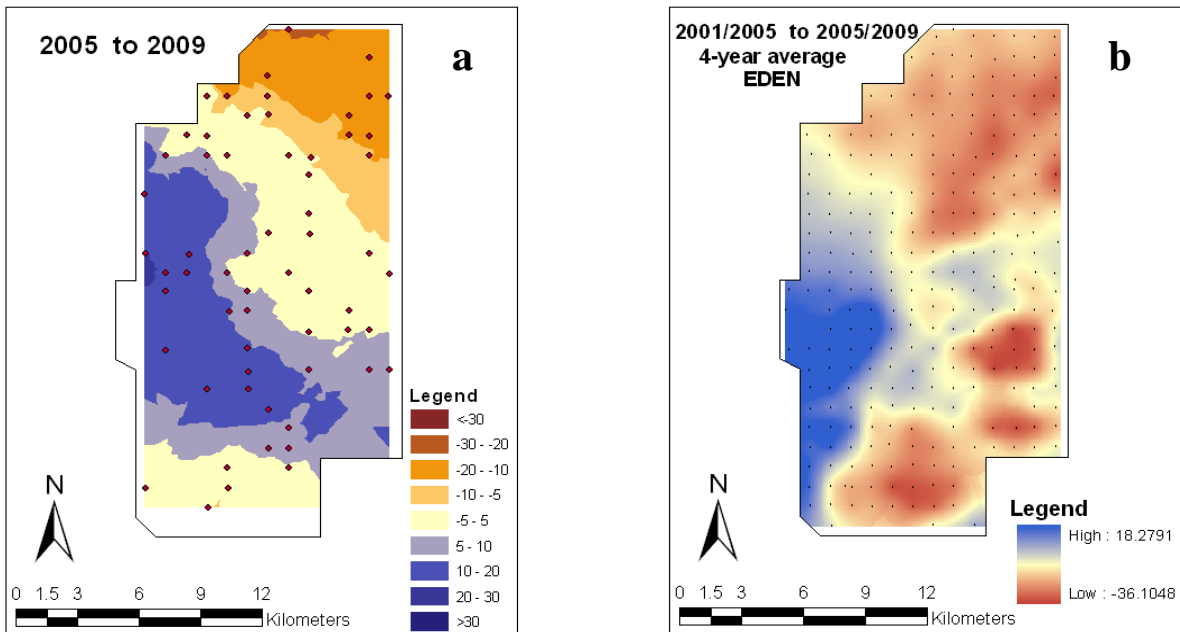 2005 to 2009
a
N
0 1.5 3 6 9 12
Kilometers
Legend
<-30
-30 - -20
-20 - -10
-10 - -5
-5 - 5
5 - 10
10 - 20
20 - 30
>30
2001/2005 to 2005/2009
4-year average
EDEN
b
N
0 1.5 3 6 9 12
Kilometers
Legend
High : 18.2791
Low : -36.1048